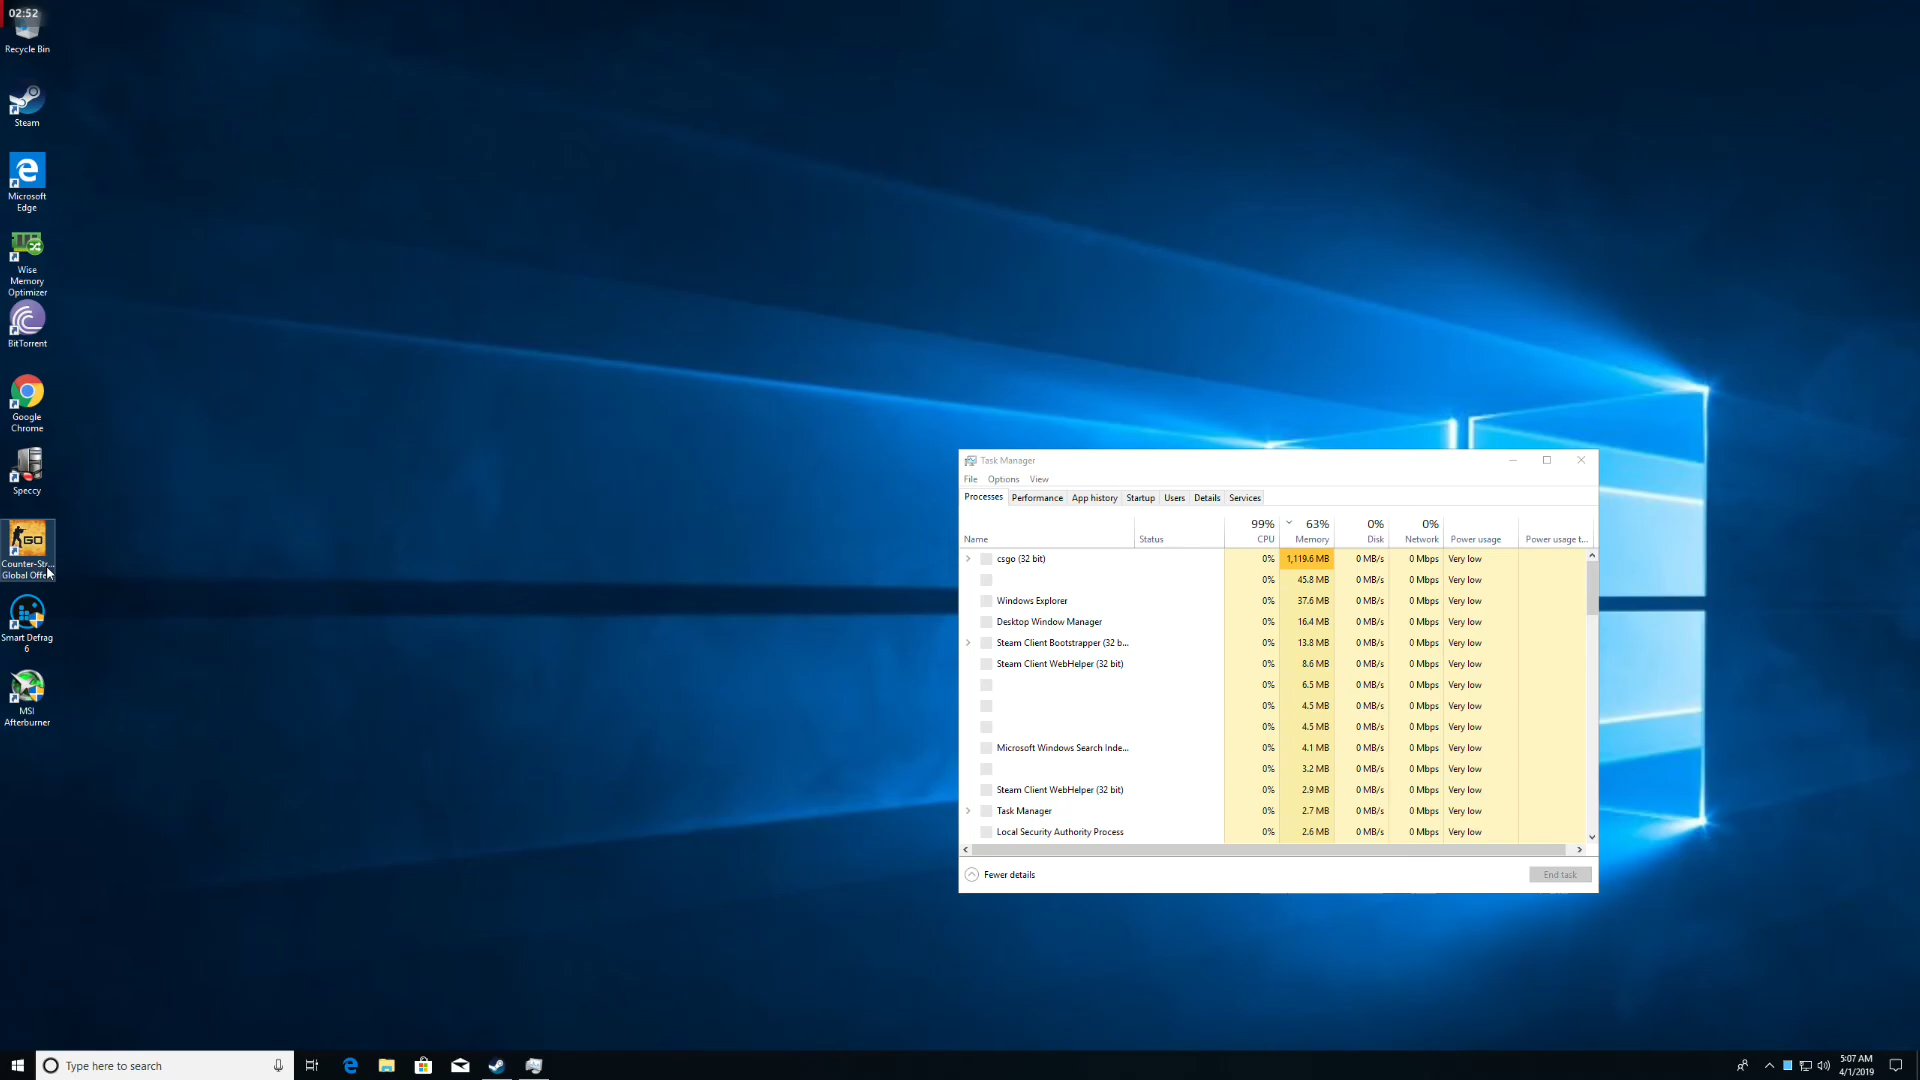 02:52
Recycle Bin
Steam
Microsoft
Edge
Wise
Memory
Optimizer
BitTorrent
Google
Chrome
Speccy
GO
Counter-Str...
Global Offe
Smart Defrag
6
MSI
Afterburner
Task Manager
File Options View
Processes Performance App history Startup Users Details Services
99% 63% 0% 0%
Name Status CPU Memory Disk Network Power usage Power usage t...
csgo (32 bit) 0% 1,119.6 MB 0 MB/s 0 Mbps Very low
0% 45.8 MB 0 MB/s 0 Mbps Very low
Windows Explorer 0% 37.6 MB 0 MB/s 0 Mbps Very low
Desktop Window Manager 0% 16.4 MB 0 MB/s 0 Mbps Very low
Steam Client Bootstrapper (32 b... 0% 13.8 MB 0 MB/s 0 Mbps Very low
Steam Client WebHelper (32 bit) 0% 8.6 MB 0 MB/s 0 Mbps Very low
0% 6.5 MB 0 MB/s 0 Mbps Very low
0% 4.5 MB 0 MB/s 0 Mbps Very low
0% 4.5 MB 0 MB/s 0 Mbps Very low
Microsoft Windows Search Inde... 0% 4.1 MB 0 MB/s 0 Mbps Very low
0% 3.2 MB 0 MB/s 0 Mbps Very low
Steam Client WebHelper (32 bit) 0% 2.9 MB 0 MB/s 0 Mbps Very low
Task Manager 0% 2.7 MB 0 MB/s 0 Mbps Very low
Local Security Authority Process 0% 2.6 MB 0 MB/s 0 Mbps Very low
Fewer details End task
Type here to search
5:07 AM
4/1/2019